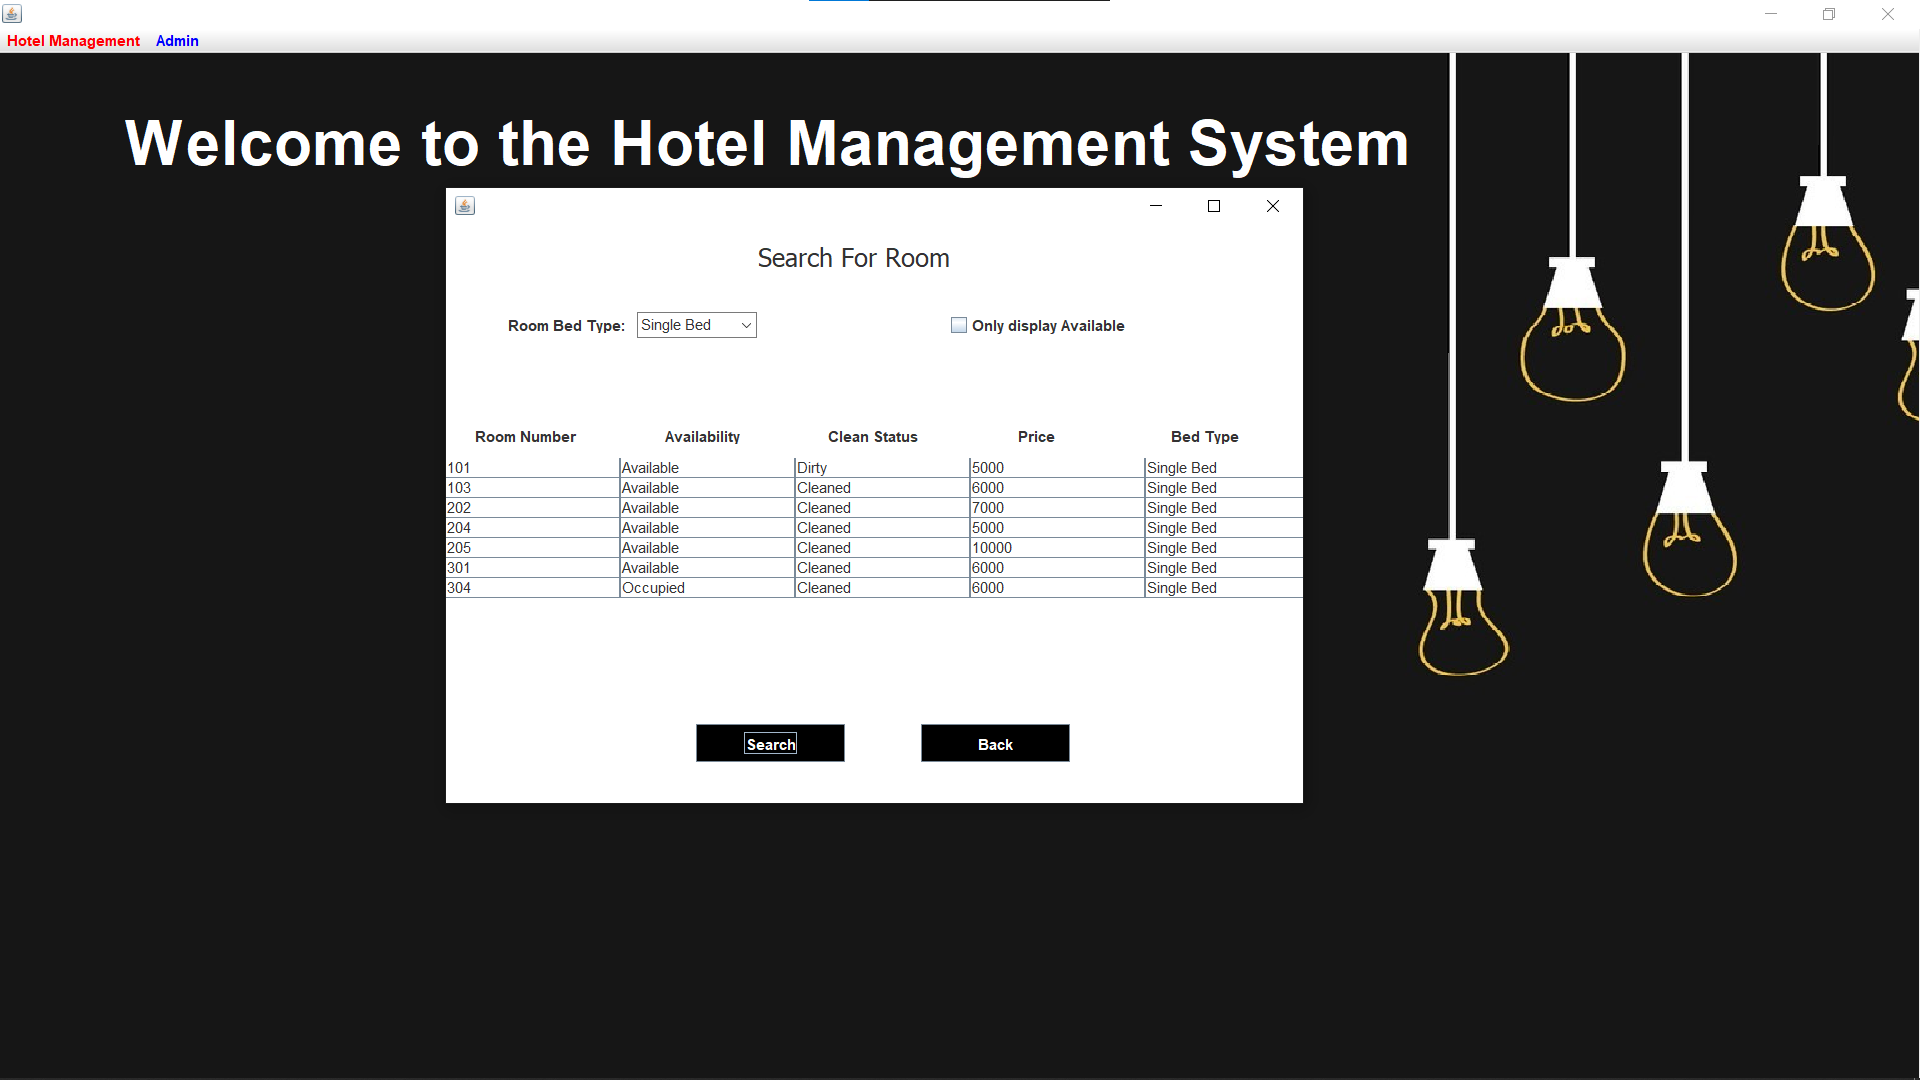 Hotel Management Admin
Welcome to the Hotel Management System
Search For Room
Room Bed Type: Single Bed Only display Available
Room Number Availability Clean Status Price Bed Type
101 Available Dirty 5000 Single Bed
103 Available Cleaned 6000 Single Bed
202 Available Cleaned 7000 Single Bed
204 Available Cleaned 5000 Single Bed
205 Available Cleaned 10000 Single Bed
301 Available Cleaned 6000 Single Bed
304 Occupied Cleaned 6000 Single Bed
Search Back